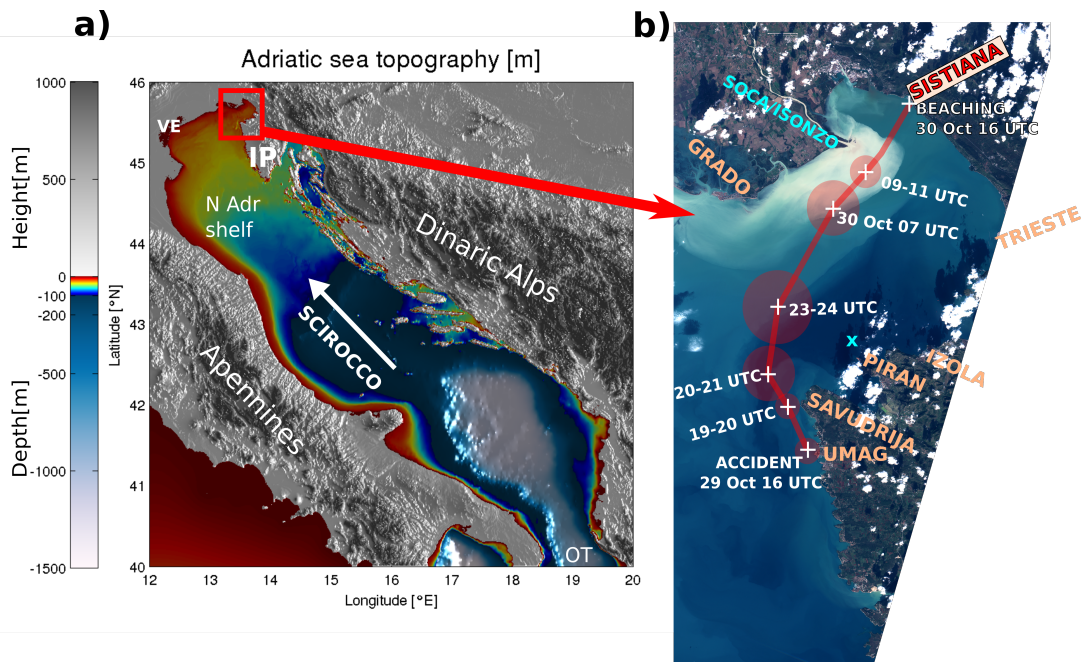 a)
Adriatic sea topography [m]
1000
500
0
-100
-500
-1000
-1500
Height[m]
Depth[m]
46
45
44
43
42
41
40
Latitude [°N]
12
13
14
15
16
17
18
19
20
Longitude [°E]
VE
IP
N Adr
shelf
Dinaric Alps
SCIROCCO
Apennines
OT
b)
SISTIANA
BEACHING
30 Oct 16 UTC
SOCA/ISONZO
GRADO
09-11 UTC
30 Oct 07 UTC
TRIESTE
23-24 UTC
x
PIRAN
IZOLA
20-21 UTC
19-20 UTC
SAVUDRIJA
UMAG
ACCIDENT
29 Oct 16 UTC